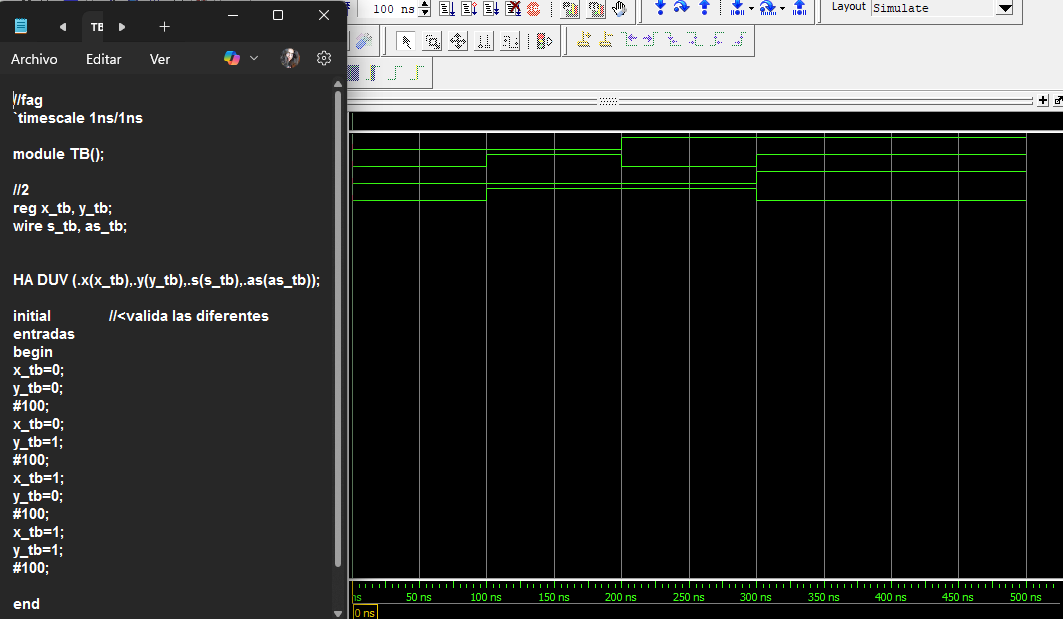 TB
Archivo Editar Ver
//fag
`timescale 1ns/1ns
module TB();
//2
reg x_tb, y_tb;
wire s_tb, as_tb;
HA DUV (.x(x_tb),.y(y_tb),.s(s_tb),.as(as_tb));
initial //<valida las diferentes
entradas
begin
x_tb=0;
y_tb=0;
#100;
x_tb=0;
y_tb=1;
#100;
x_tb=1;
y_tb=0;
#100;
x_tb=1;
y_tb=1;
#100;
end
100 ns
Layout Simulate
ns 50 ns 100 ns 150 ns 200 ns 250 ns 300 ns 350 ns 400 ns 450 ns 500 ns
0 ns